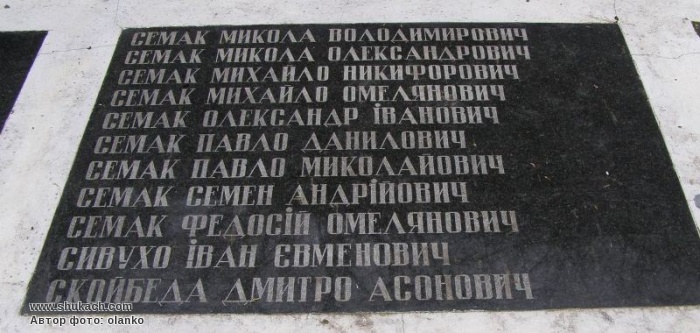 СЕМАК МИКОЛА ВОЛОДИМИРОВИЧ
СЕМАК МИКОЛА ОЛЕКСАНДРОВИЧ
СЕМАК МИХАЙЛО НИКИФОРОВИЧ
СЕМАК МИХАЙЛО ОМЕЛЯНОВИЧ
СЕМАК ОЛЕКСАНДР ІВАНОВИЧ
СЕМАК ПАВЛО ДАНИЛОВИЧ
СЕМАК ПАВЛО МИКОЛАЙОВИЧ
СЕМАК СЕМЕН АНДРІЙОВИЧ
СЕМАК ФЕДОСІЙ ОМЕЛЯНОВИЧ
СИВУХО ІВАН ЄВМЕНОВИЧ
СКОЙБЕДА ДМИТРО АСОНОВИЧ
www.shukach.com
Автор фото: olanko